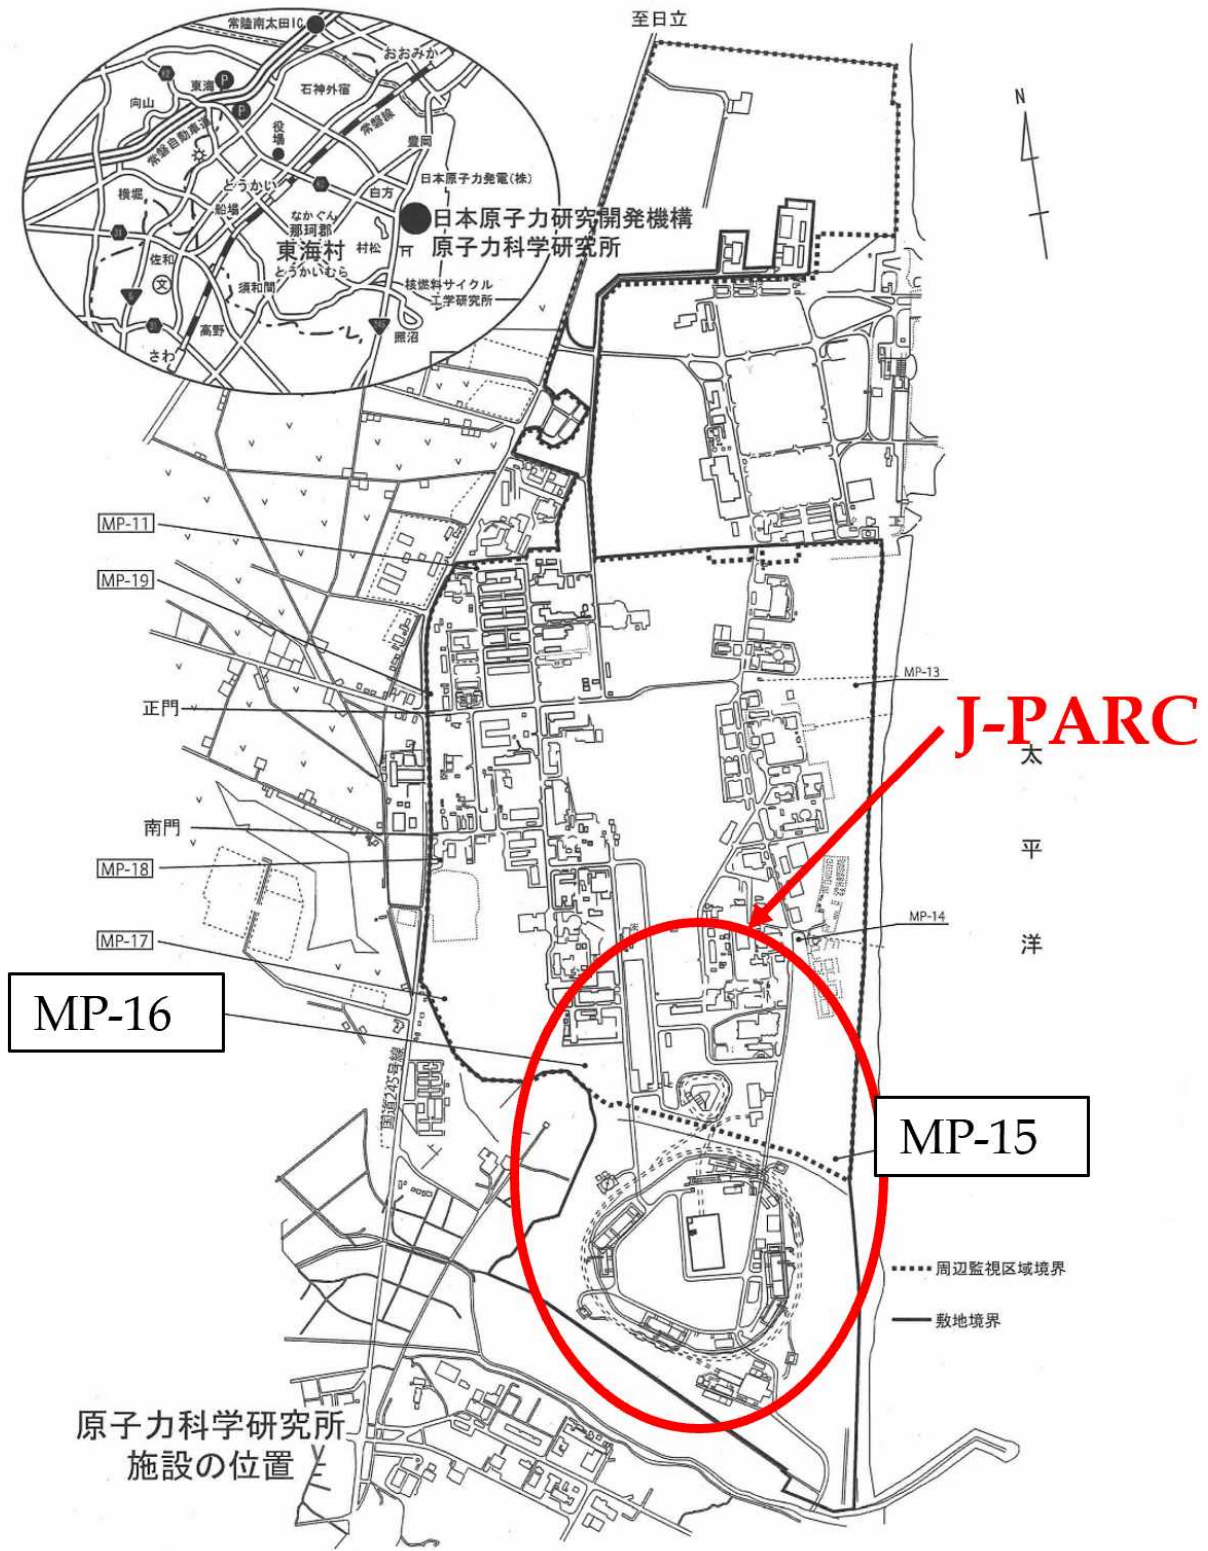 至日立
常陸南太田IC
おおみか
東海
P
石神外宿
向山
P
役場
常磐線
常磐自動車道
豊岡
とうかい
日本原子力発電(株)
横堀
白方
船場
なかぐん
那珂郡
日本原子力研究開発機構
東海村
村松
原子力科学研究所
とうかいむら
佐和
文
須和間
核燃料サイクル
工学研究所
6
245
高野
照沼
さわ
N
MP-11
MP-19
MP-13
正門
J-PARC
太
平
洋
南門
MP-18
MP-14
MP-17
MP-16
国道245号線
MP-15
周辺監視区域境界
敷地境界
原子力科学研究所
施設の位置